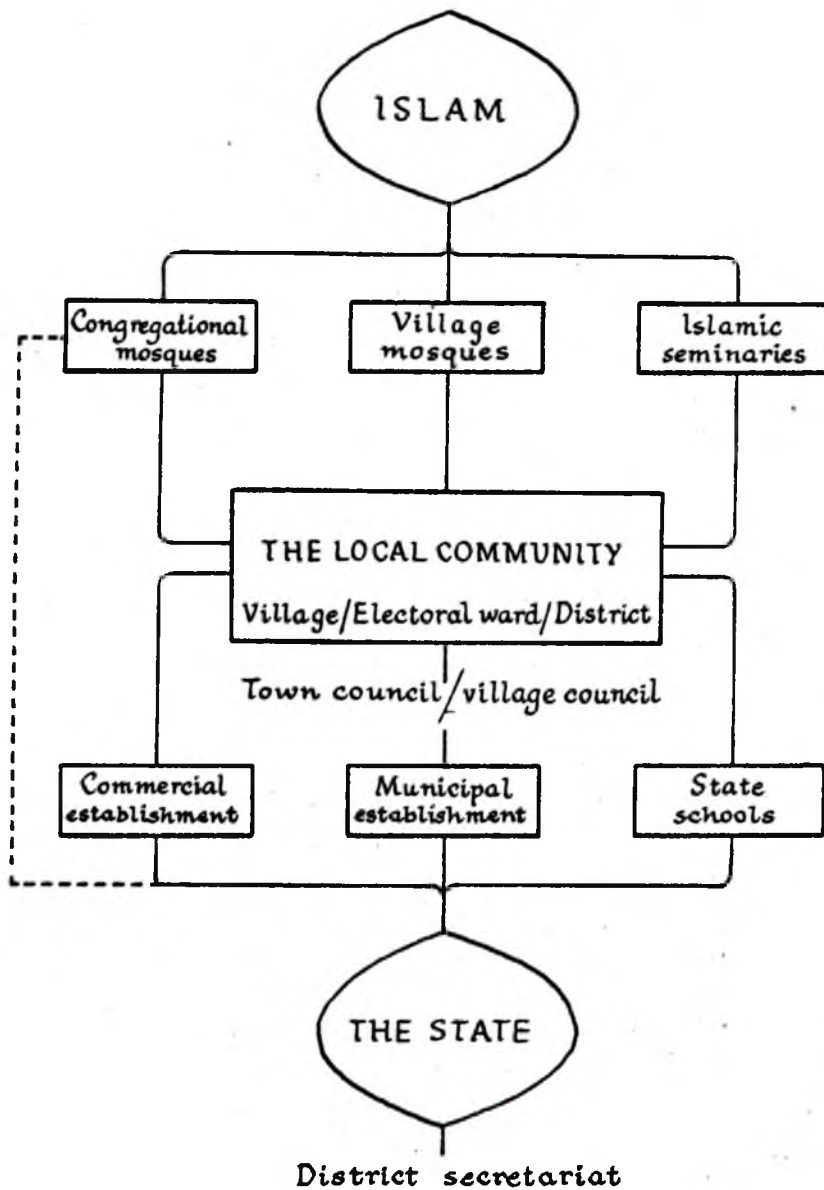 ISLAM
Congregational
mosques
Village
mosques
Islamic
seminaries
THE LOCAL COMMUNITY
Village/Electoral ward/District
Town council/village council
Commercial
establishment
Municipal
establishment
State
schools
THE STATE
District secretariat